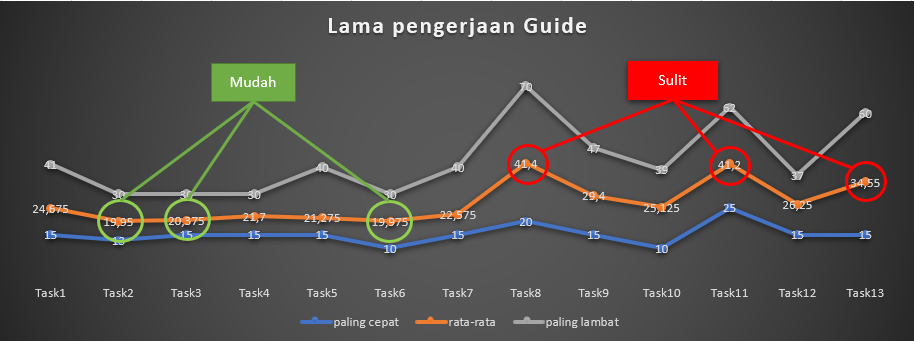 Lama pengerjaan Guide
Mudah
Sulit
41 30 30 30 40 30 40 70 47 39 62 37 60
24,675 19,95 20,375 21,7 21,275 19,975 22,575 41,4 29,4 25,125 41,2 26,25 34,55
15 13 15 15 15 10 15 20 15 10 25 15 15
Task1 Task2 Task3 Task4 Task5 Task6 Task7 Task8 Task9 Task10 Task11 Task12 Task13
paling cepat rata-rata paling lambat